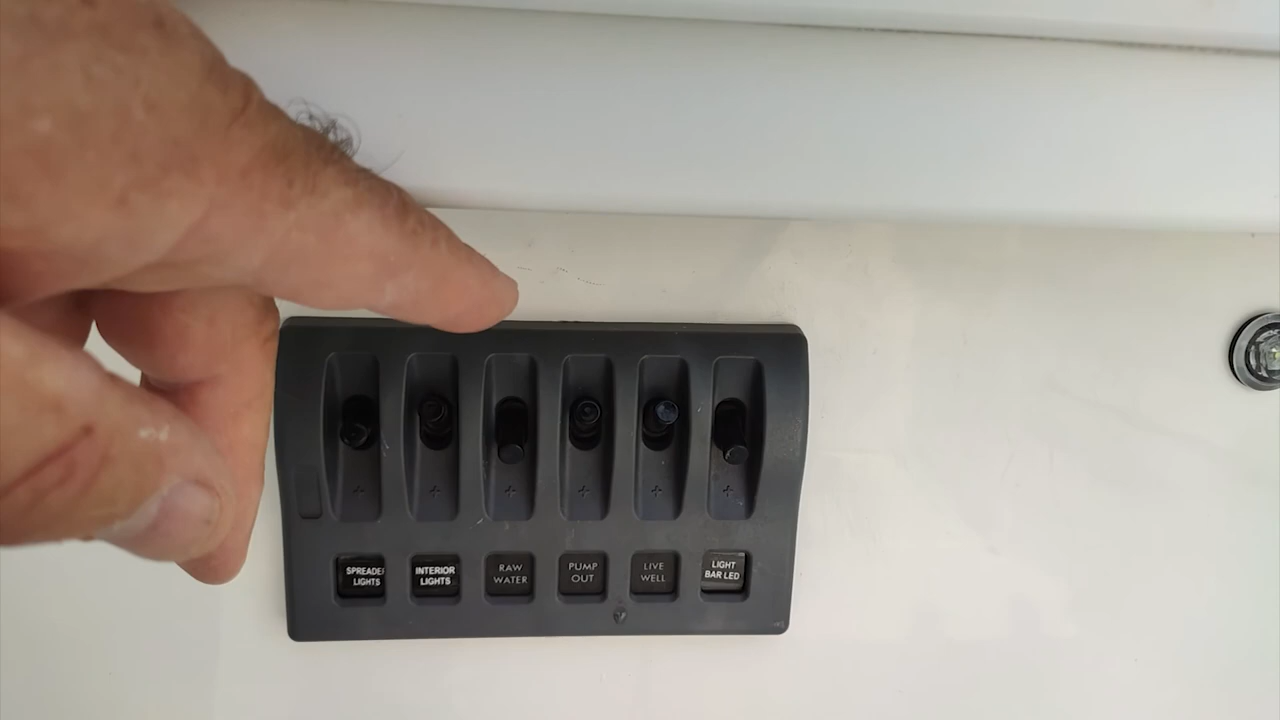 SPREADER
LIGHTS
INTERIOR
LIGHTS
RAW
WATER
PUMP
OUT
LIVE
WELL
LIGHT
BAR LED